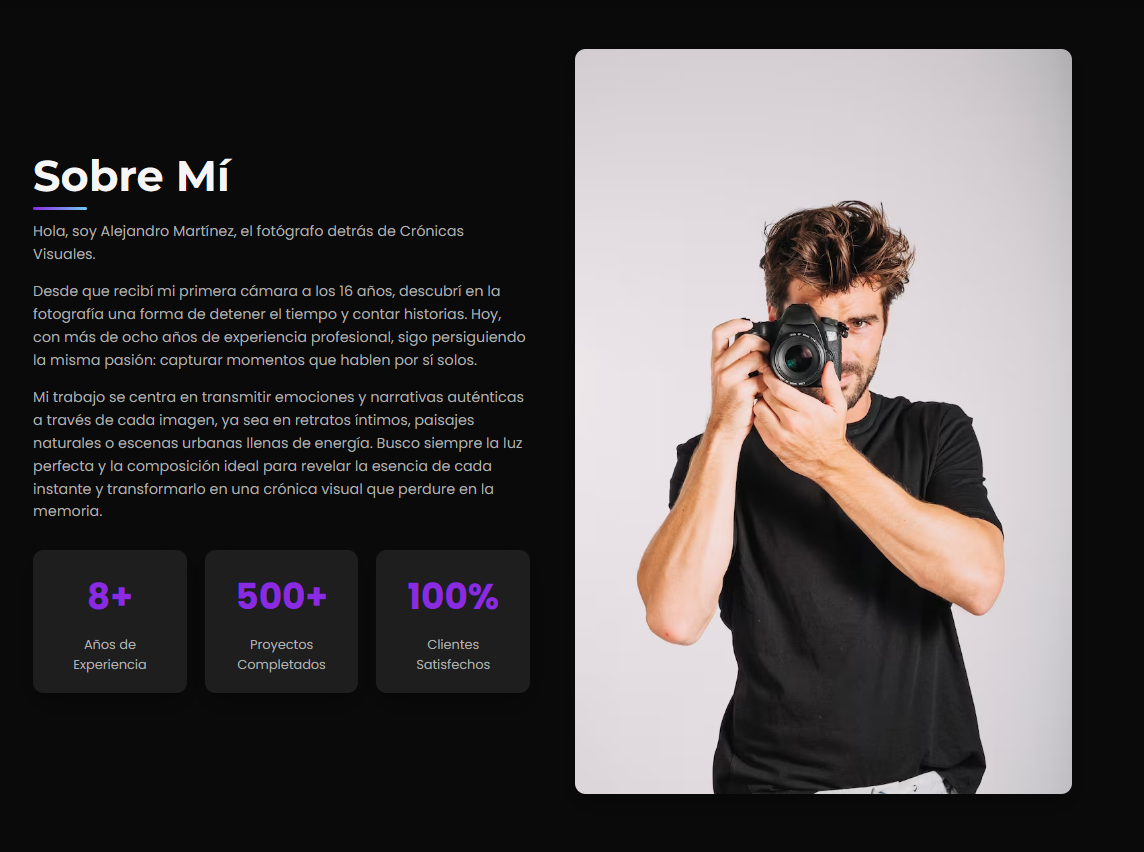 Sobre Mí
Hola, soy Alejandro Martínez, el fotógrafo detrás de Crónicas
Visuales.
Desde que recibí mi primera cámara a los 16 años, descubrí en la
fotografía una forma de detener el tiempo y contar historias. Hoy,
con más de ocho años de experiencia profesional, sigo persiguiendo
la misma pasión: capturar momentos que hablen por sí solos.
Mi trabajo se centra en transmitir emociones y narrativas auténticas
a través de cada imagen, ya sea en retratos íntimos, paisajes
naturales o escenas urbanas llenas de energía. Busco siempre la luz
perfecta y la composición ideal para revelar la esencia de cada
instante y transformarlo en una crónica visual que perdure en la
memoria.
8+
Años de
Experiencia
500+
Proyectos
Completados
100%
Clientes
Satisfechos